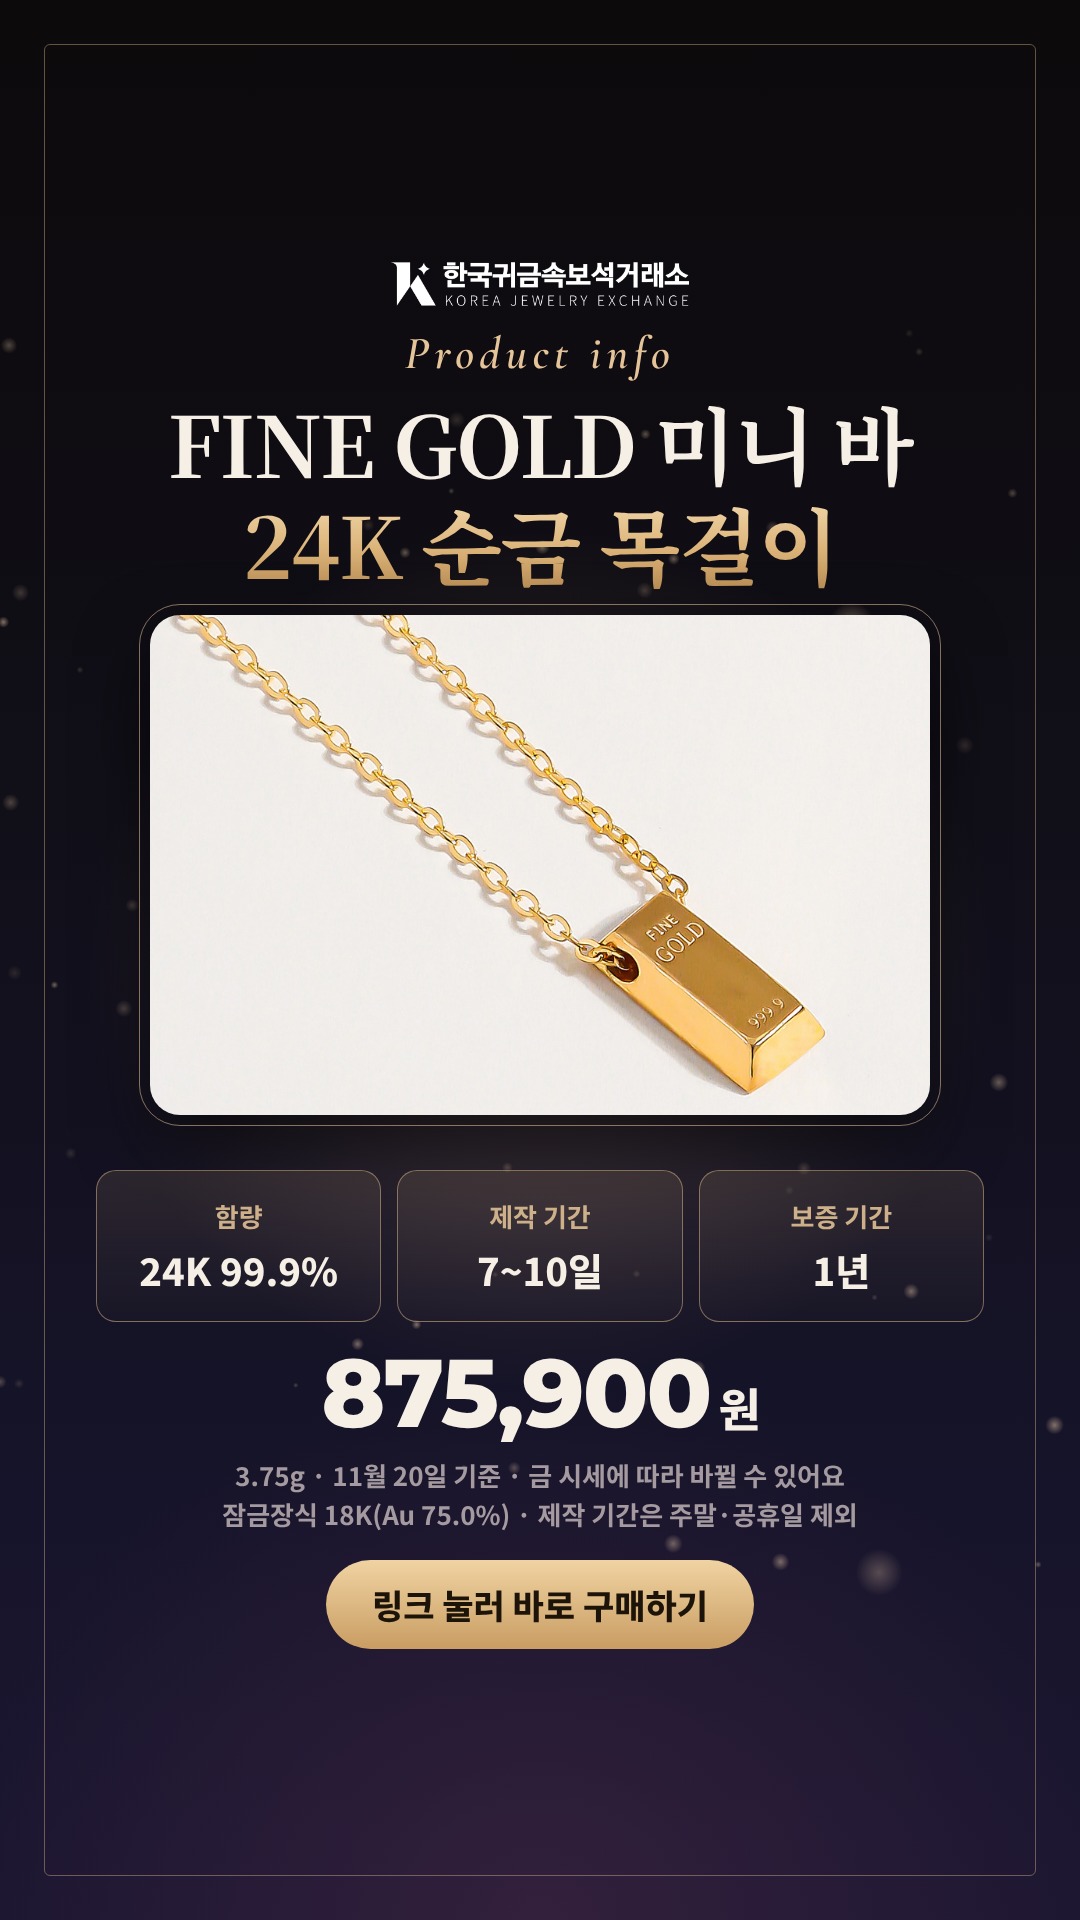 한국귀금속보석거래소
KOREA JEWELRY EXCHANGE
Product info
FINE GOLD 미니 바
24K 순금 목걸이
FINE
GOLD
999.9
함량
24K 99.9%
제작 기간
7~10일
보증 기간
1년
875,900원
3.75g · 11월 20일 기준 · 금 시세에 따라 바뀔 수 있어요
잠금장식 18K(Au 75.0%) · 제작 기간은 주말·공휴일 제외
링크 눌러 바로 구매하기